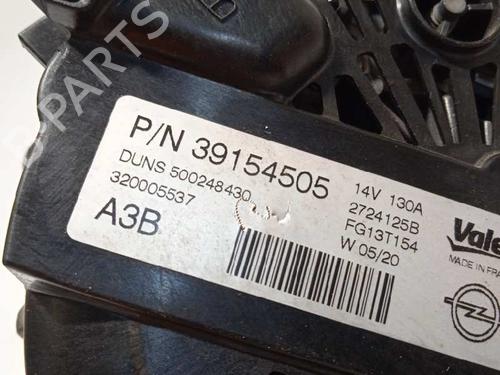 B-PARTS
P/N 39154505
DUNS 500248430
320005537
A3B
14V 130A
2724125B
FG13T154
W 05/20
Vale
MADE IN FRA